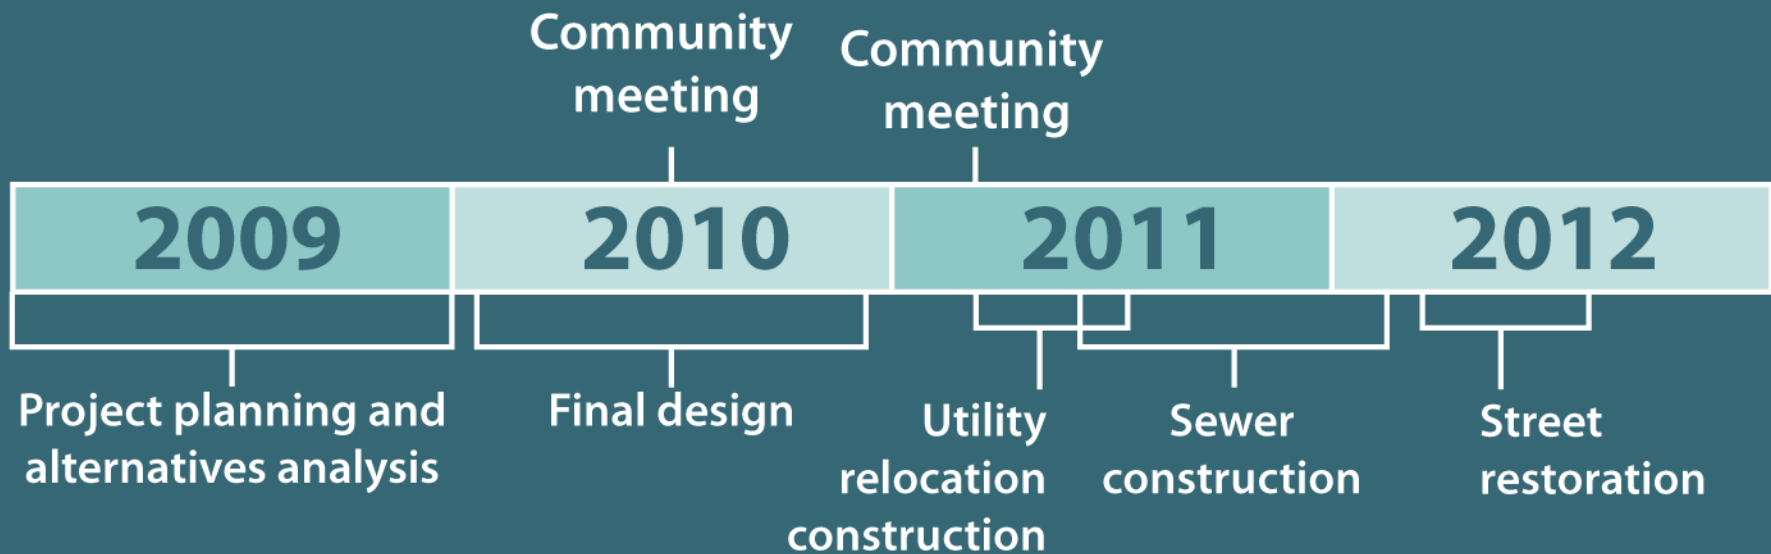 Community
meeting
Community
meeting
2009
2010
2011
2012
Project planning and
alternatives analysis
Final design
Utility
relocation
construction
Sewer
construction
Street
restoration